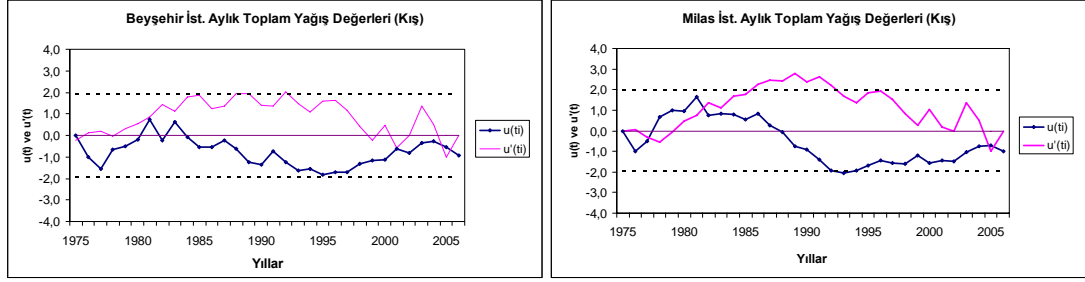 Beyşehir İst. Aylık Toplam Yağış Değerleri (Kış)
4,0
3,0
2,0
1,0
0,0
-1,0
-2,0
-3,0
-4,0
u(t) ve u'(t)
1975 1980 1985 1990 1995 2000 2005
Yıllar
u(ti)
u'(ti)
Milas İst. Aylık Toplam Yağış Değerleri (Kış)
4,0
3,0
2,0
1,0
0,0
-1,0
-2,0
-3,0
-4,0
u(t) ve u'(t)
1975 1980 1985 1990 1995 2000 2005
Yıllar
u(ti)
u'(ti)